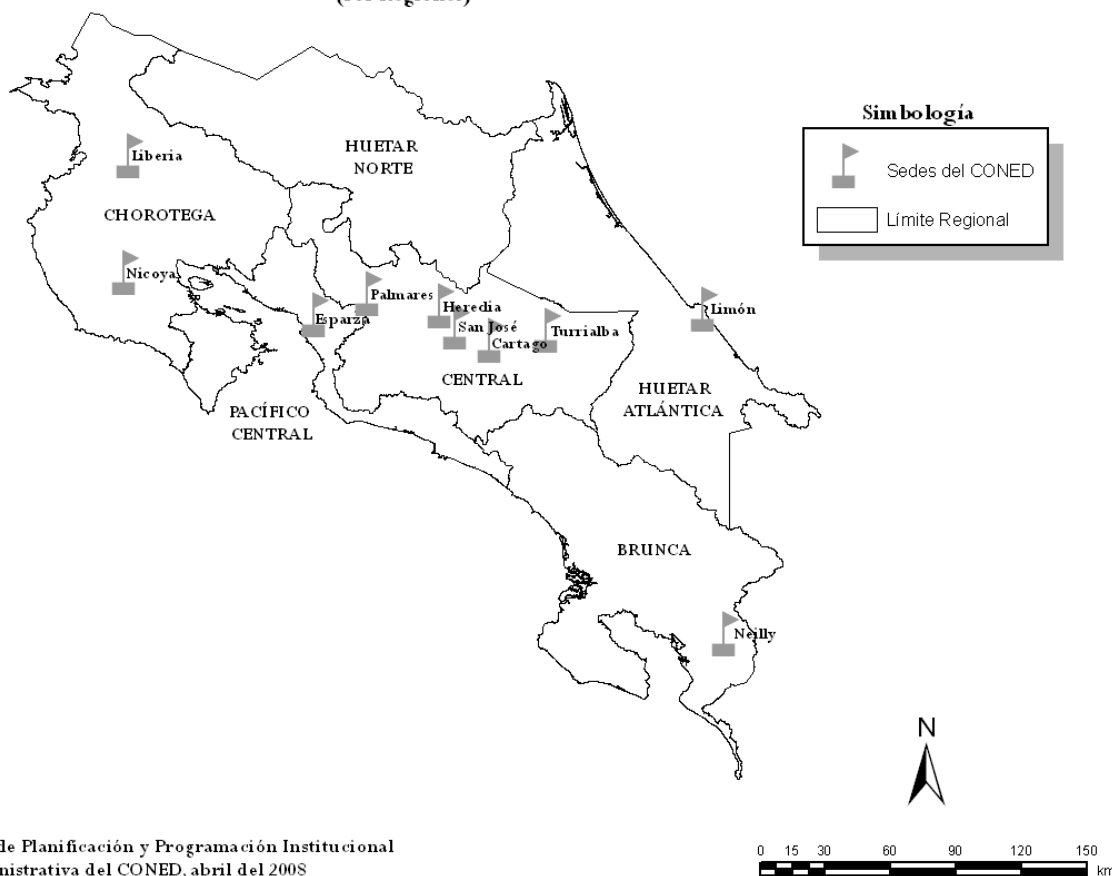 Simbología
Sedes del CONED
Límite Regional
Liberia
HUETAR
NORTE
CHOROTEGA
Nicoya
Palmares
Heredia
Esparza
San José
Cartago
Turrialba
Limón
CENTRAL
HUETAR
ATLÁNTICA
PACÍFICO
CENTRAL
BRUNCA
Neilly
N
de Planificación y Programación Institucional
nistrativa del CONED, abril del 2008
0 15 30 60 90 120 150
km